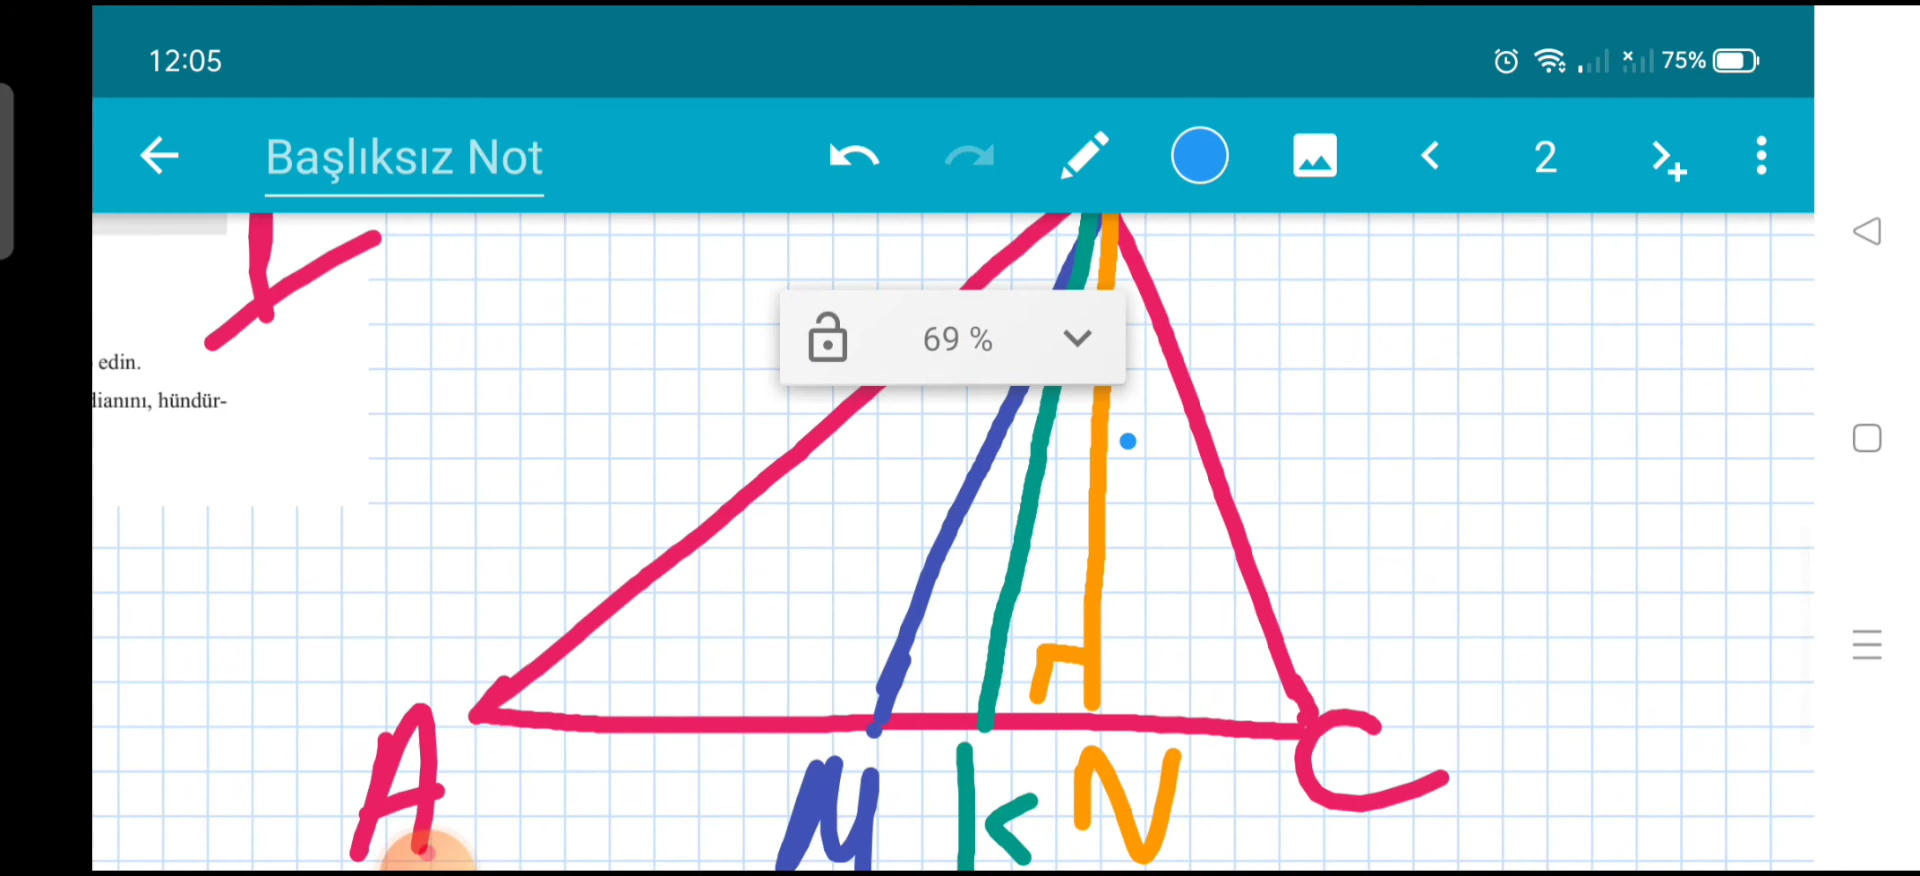 12:05
75%
Başlıksız Not
2
69 %
edin.
dianını, hündür-
A
M K N C